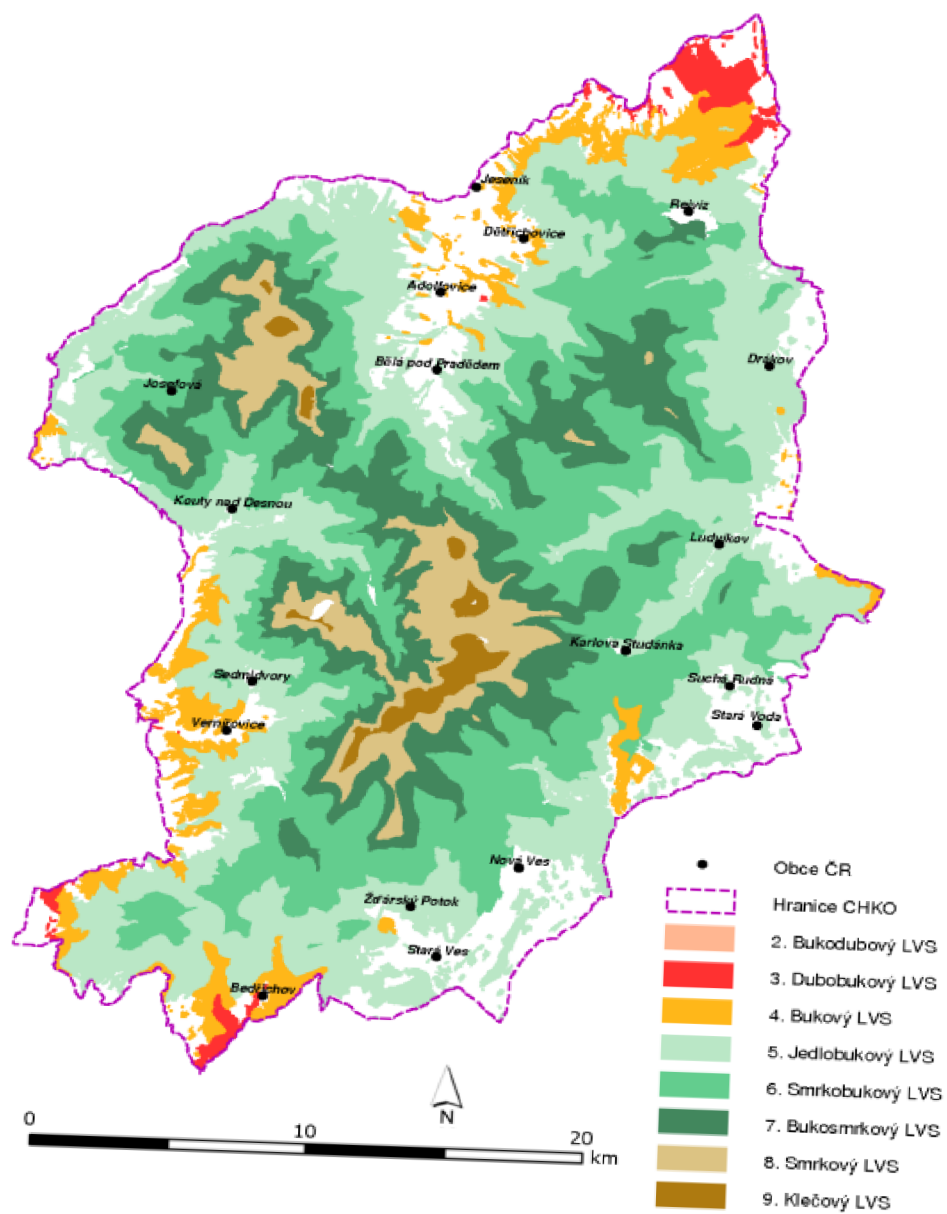 Jeseník
Rejvíz
Dětřichovice
Adolfovice
Bělá pod Pradědem
Drakov
Josefová
Kouty nad Desnou
Ludvíkov
Karlova Studánka
Sedmidvory
Suchá Rudná
Stará Voda
Vernířovice
Nová Ves
Žďárský Potok
Stará Ves
Bedřichov
Obce ČR
Hranice CHKO
2. Bukodubový LVS
3. Dubobukový LVS
4. Bukový LVS
5. Jedlobukový LVS
6. Smrkobukový LVS
7. Bukosmrkový LVS
8. Smrkový LVS
9. Klečový LVS
N
0 10 20
km